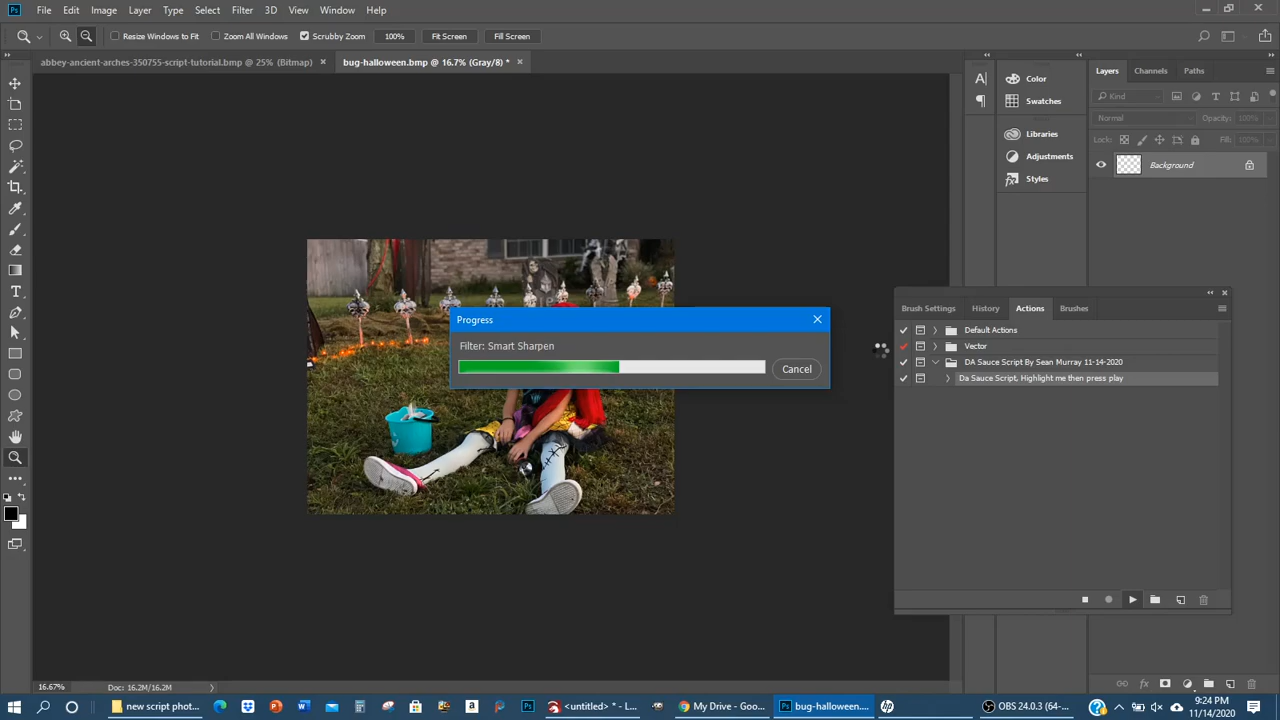 Ps File Edit Image Layer Type Select Filter 3D View Window Help
Resize Windows to Fit Zoom All Windows Scrubby Zoom 100% Fit Screen Fill Screen
abbey-ancient-arches-350755-script-tutorial.bmp @ 25% (Bitmap) × bug-halloween.bmp @ 16.7% (Gray/8) * ×
Color
Swatches
Libraries
Adjustments
Styles
Layers Channels Paths
Kind
Normal Opacity: 100%
Lock: Fill: 100%
Background
Progress
Filter: Smart Sharpen
Cancel
Brush Settings History Actions Brushes
Default Actions
Vector
DA Sauce Script By Sean Murray 11-14-2020
Da Sauce Script, Highlight me then press play
16.67% Doc: 16.2M/16.2M
new script phot... <untitled> * - L... My Drive - Goo... bug-halloween.... OBS 24.0.3 (64-...
9:24 PM
11/14/2020